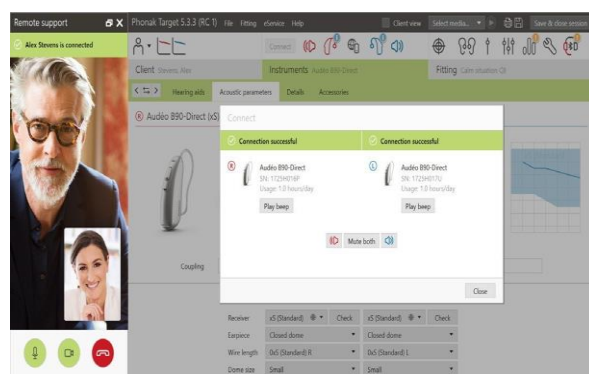 Remote support
Phonak Target 5.3.3 (RC 1) File Fitting eService Help
Client view Select media... Save & close session
Alex Stevens is connected
Connect
Client Stevens, Alex
Instruments Audéo B90-Direct
Fitting Calm situation
Hearing aids Acoustic parameters Details Accessories
R Audéo B90-Direct (xS)
Connect
Connection successful Connection successful
R Audéo B90-Direct
SN: 1725H016P
Usage: 1.0 hours/day
Play beep
L Audéo B90-Direct
SN: 1725H017U
Usage: 1.0 hours/day
Play beep
Mute both
Coupling
Close
Receiver xS (Standard) Check xS (Standard) Check
Earpiece Closed dome Closed dome
Wire length 0xS (Standard) R 0xS (Standard) L
Dome size Small Small